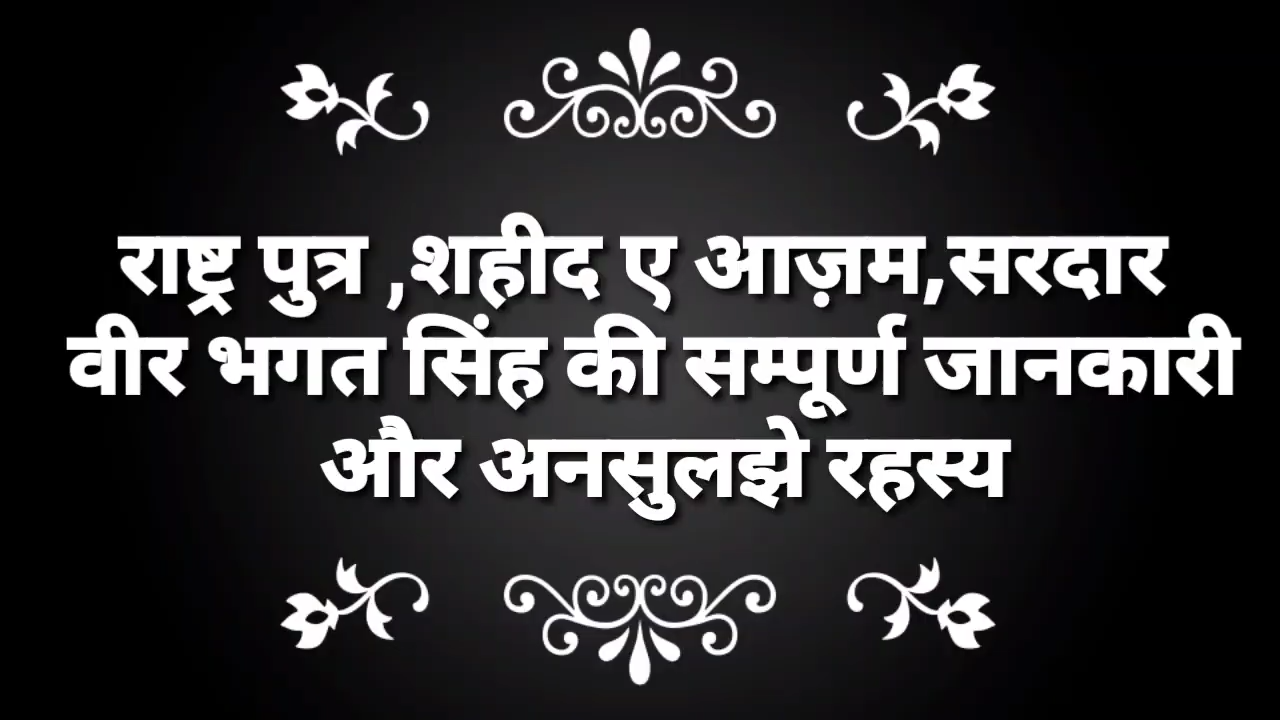 राष्ट्र पुत्र ,शहीद ए आज़म,सरदार
वीर भगत सिंह की सम्पूर्ण जानकारी
और अनसुलझे रहस्य